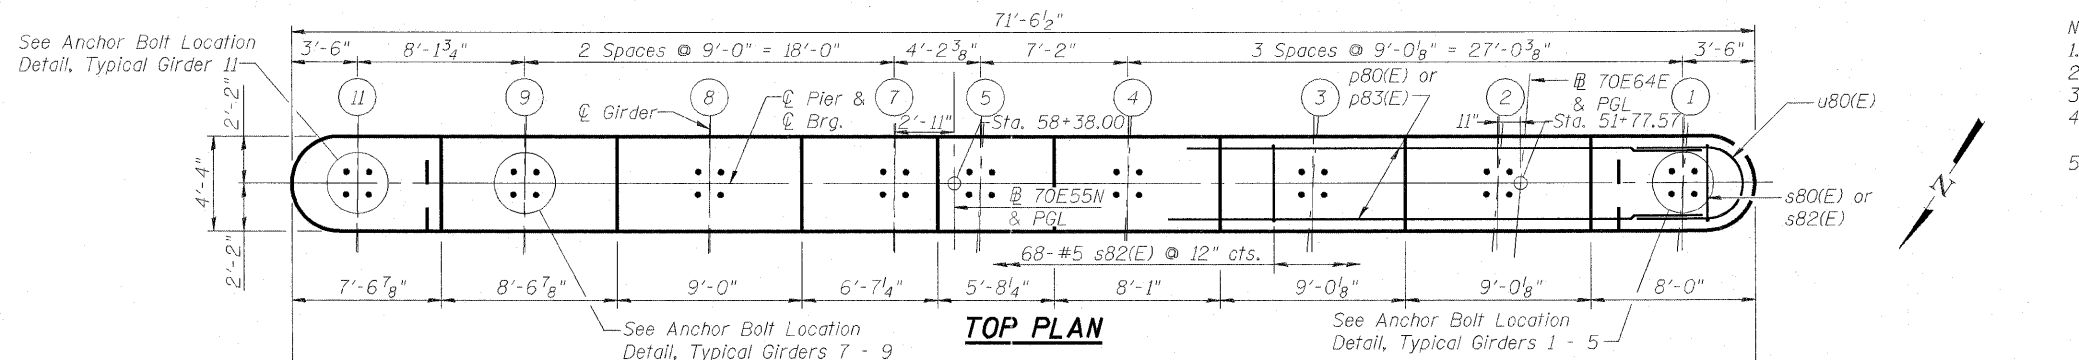 71'-6½"
3'-6" 8'-1¾" 2 Spaces @ 9'-0" = 18'-0" 4'-2⅜" 7'-2" 3 Spaces @ 9'-0⅛" = 27'-0⅜" 3'-6"
See Anchor Bolt Location
Detail, Typical Girder 11
p80(E) or
p83(E)
℄ 70E64E
& PGL
11 9 8 7 5 4 3 2 1
℄ Girder
℄ Pier &
℄ Brg.
2'-11"
Sta. 58+38.00
11"
Sta. 51+77.57
u80(E)
2'-2"
4'-4"
2'-2"
70E55N
& PGL
s80(E) or
s82(E)
N
68-#5 s82(E) @ 12" cts.
7'-6⅞" 8'-6⅞" 9'-0" 6'-7¼" 5'-8¼" 8'-1" 9'-0⅛" 9'-0⅛" 8'-0"
See Anchor Bolt Location
Detail, Typical Girders 7 - 9
TOP PLAN
See Anchor Bolt Location
Detail, Typical Girders 1 - 5
N
1.
2
3
4
5